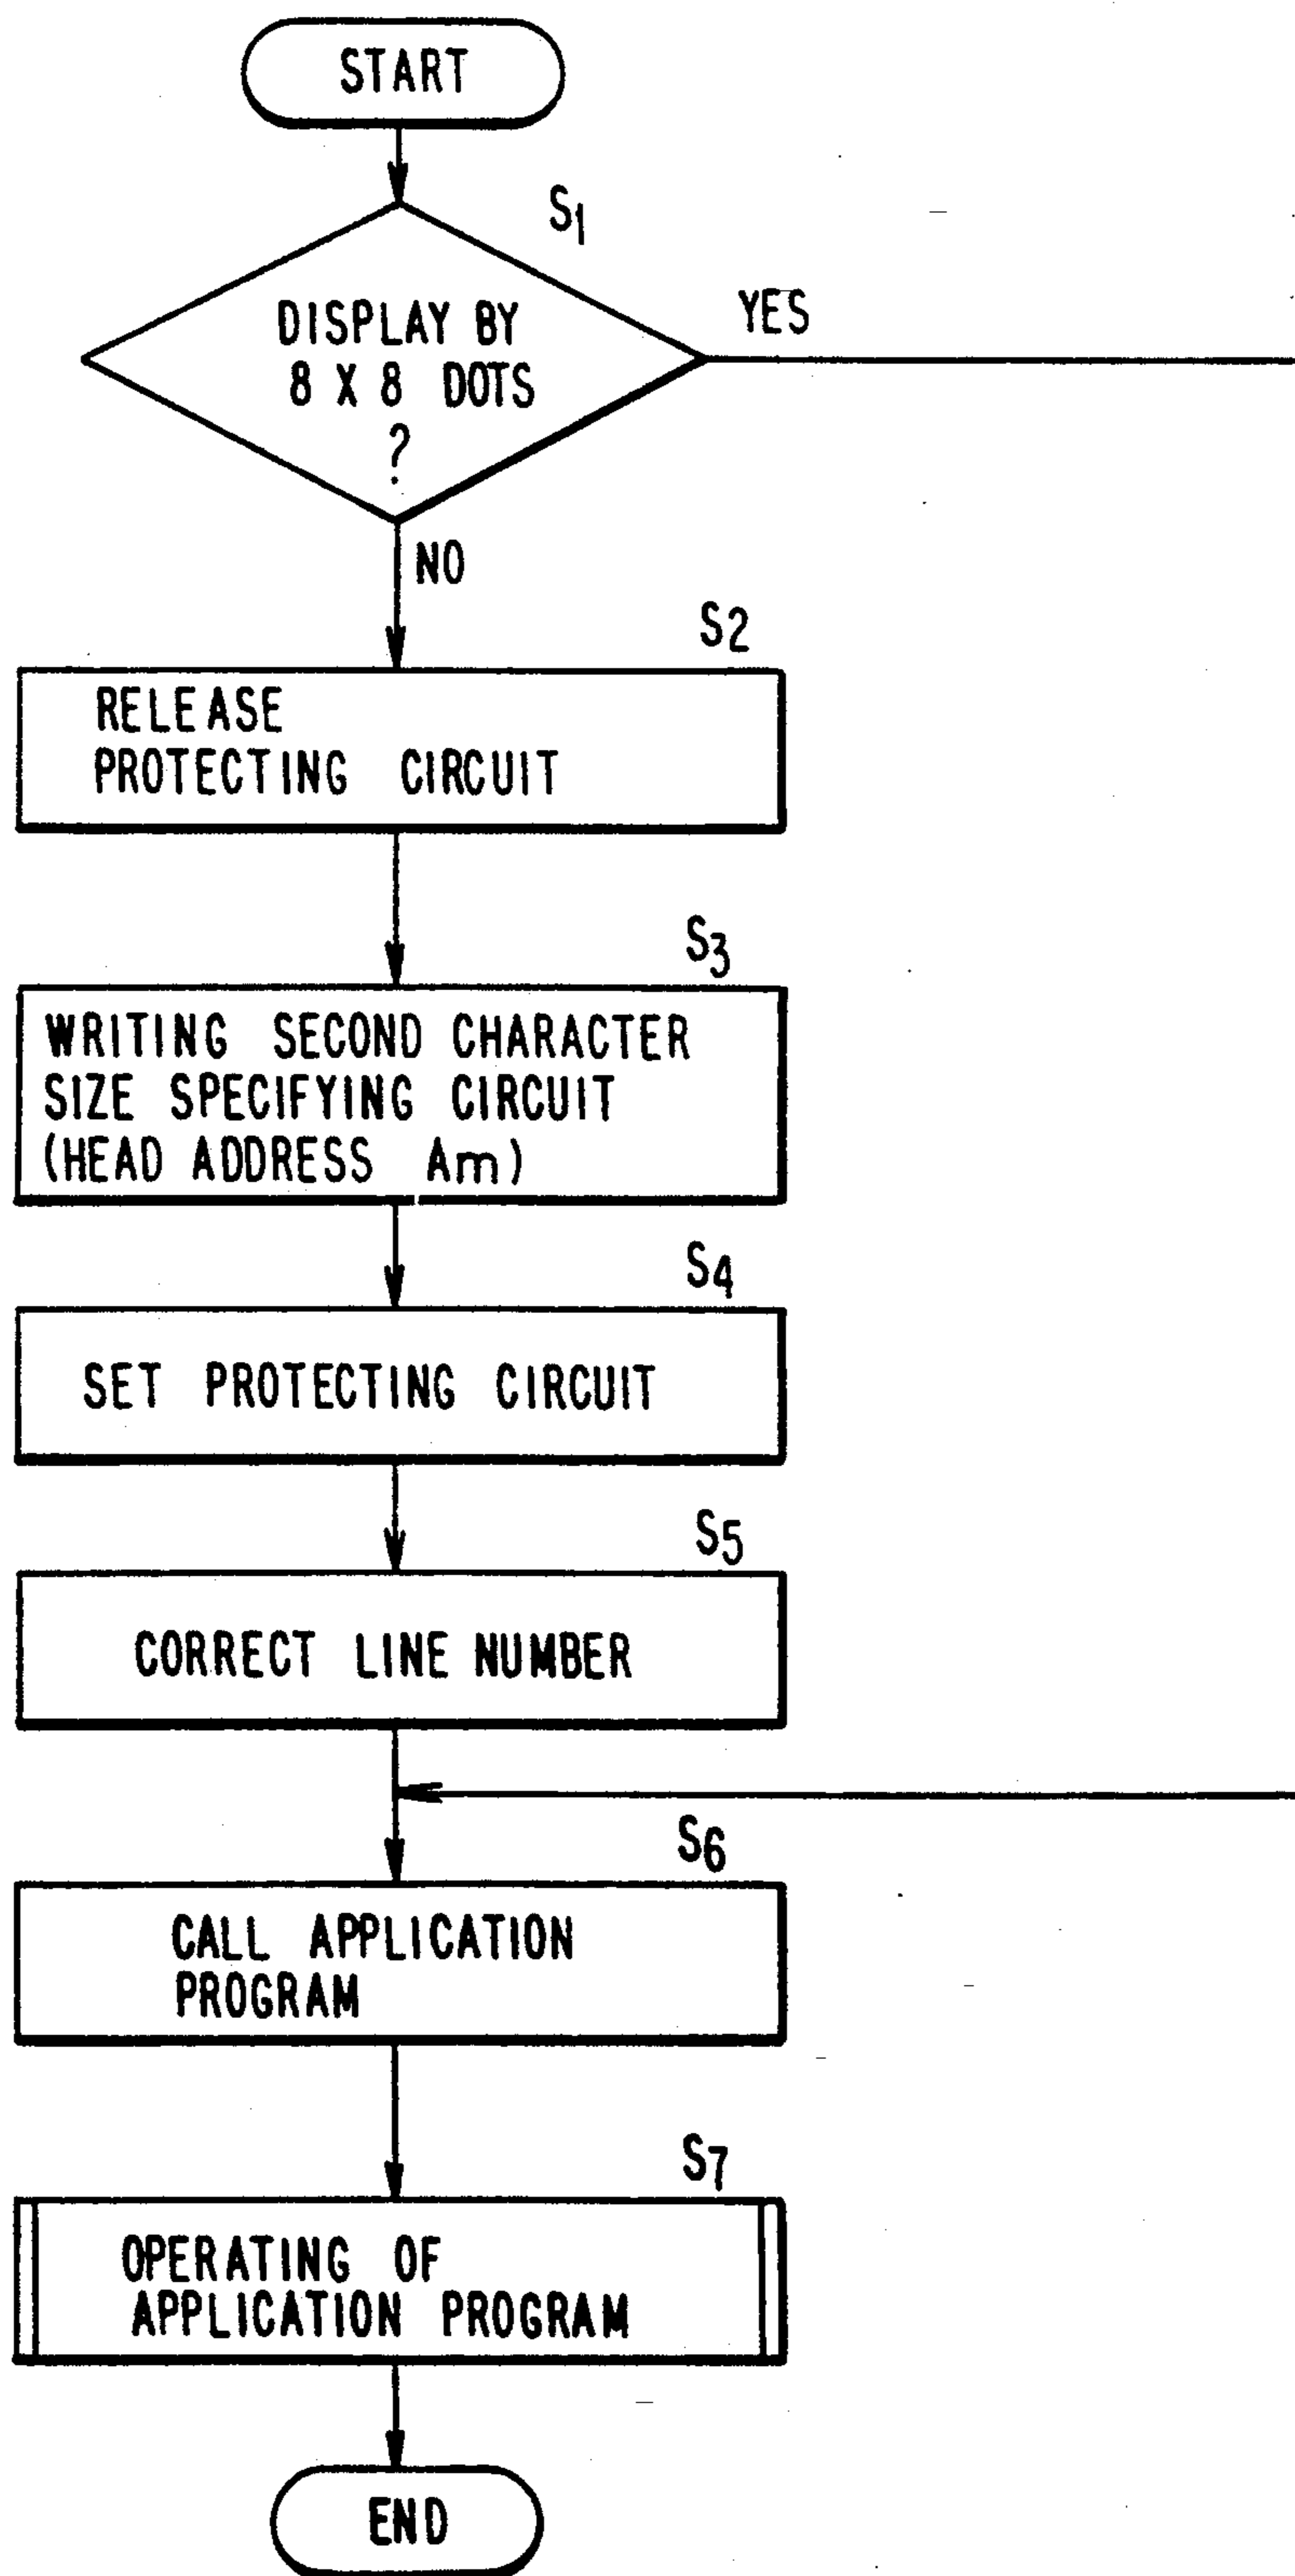 START
S1
DISPLAY BY
8 X 8 DOTS
?
YES
NO
S2
RELEASE
PROTECTING CIRCUIT
S3
WRITING SECOND CHARACTER
SIZE SPECIFYING CIRCUIT
(HEAD ADDRESS Am)
S4
SET PROTECTING CIRCUIT
S5
CORRECT LINE NUMBER
S6
CALL APPLICATION
PROGRAM
S7
OPERATING OF
APPLICATION PROGRAM
END